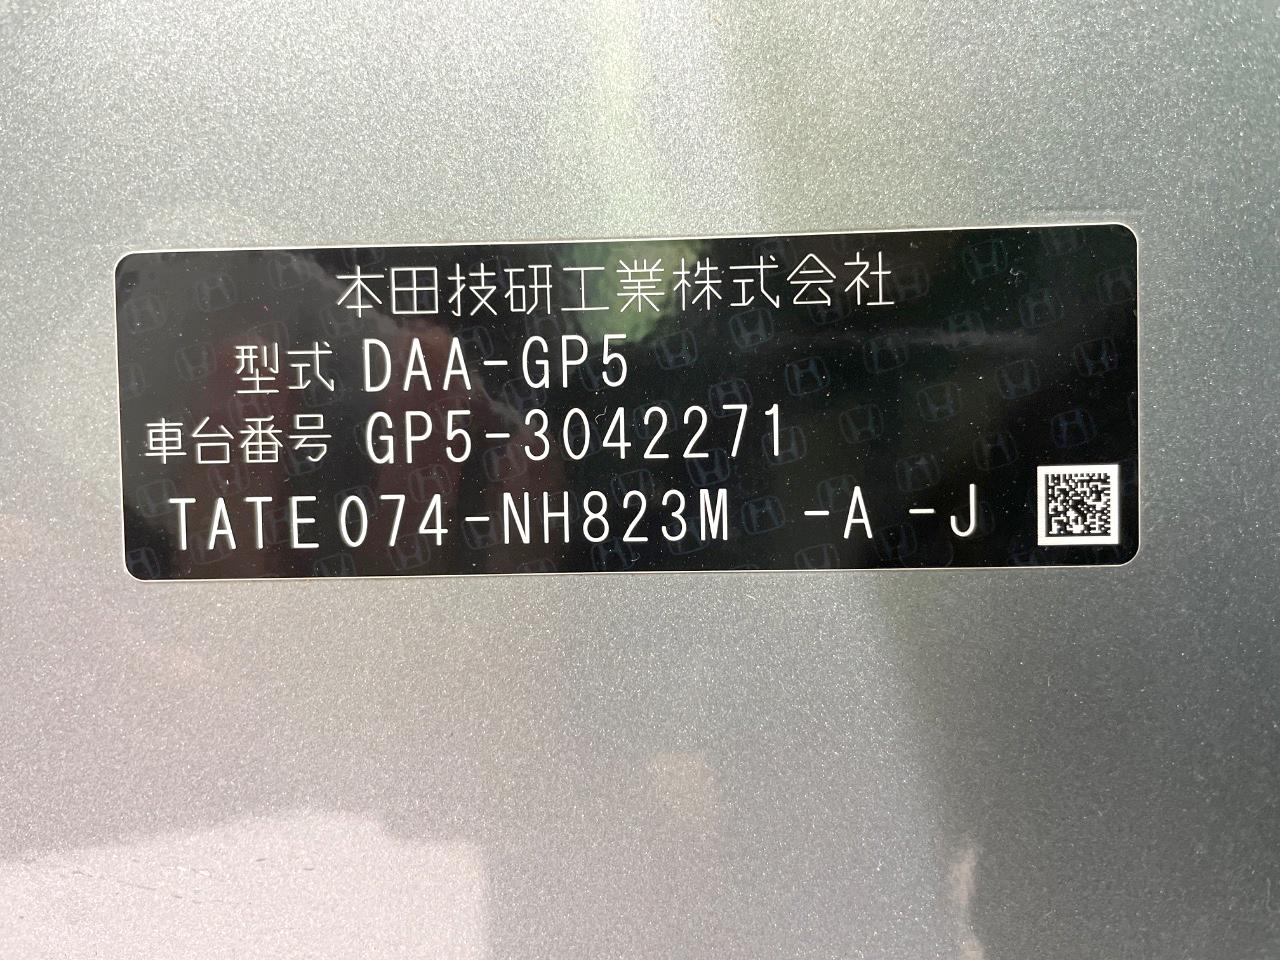 本田技研工業株式会社
型式 DAA-GP5
車台番号 GP5-3042271
TATE074-NH823M -A -J